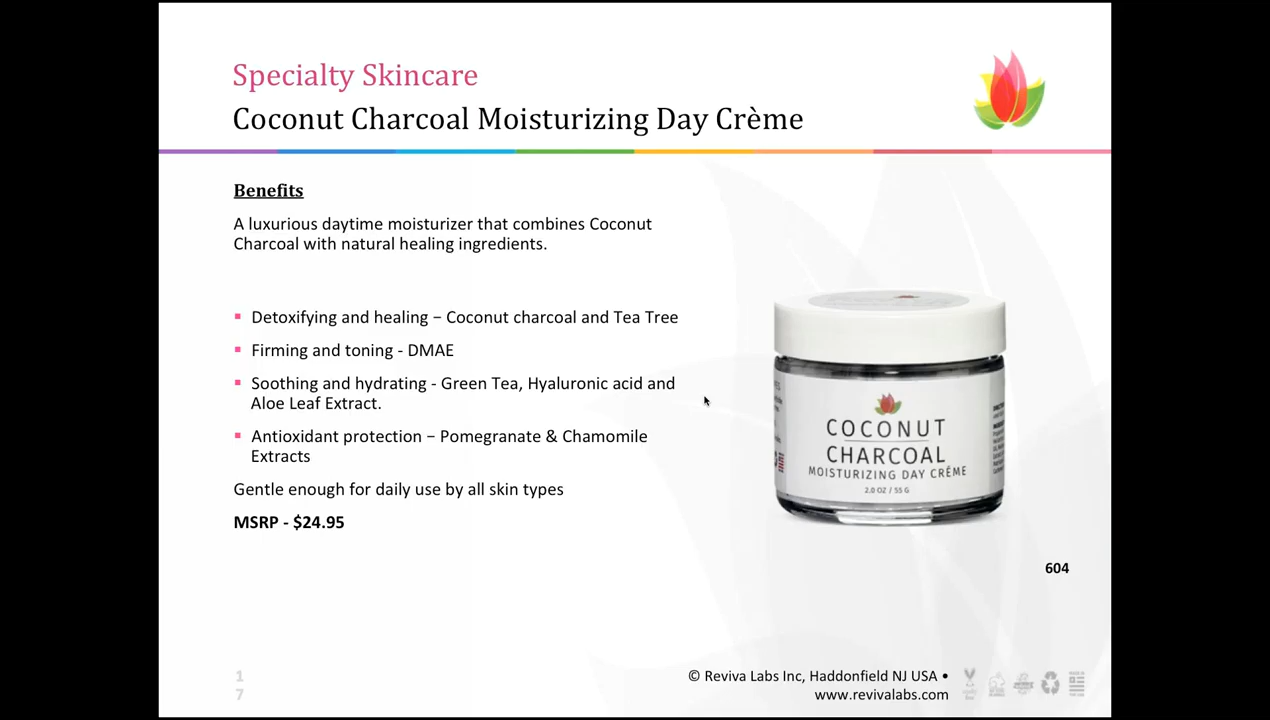 Specialty Skincare
Coconut Charcoal Moisturizing Day Crème
Benefits
A luxurious daytime moisturizer that combines Coconut
Charcoal with natural healing ingredients.
▪ Detoxifying and healing – Coconut charcoal and Tea Tree
▪ Firming and toning - DMAE
▪ Soothing and hydrating - Green Tea, Hyaluronic acid and
Aloe Leaf Extract.
▪ Antioxidant protection – Pomegranate & Chamomile
Extracts
Gentle enough for daily use by all skin types
MSRP - $24.95
COCONUT
CHARCOAL
MOISTURIZING DAY CRÈME
2.0 OZ / 55 G
604
1
7
© Reviva Labs Inc, Haddonfield NJ USA •
www.revivalabs.com